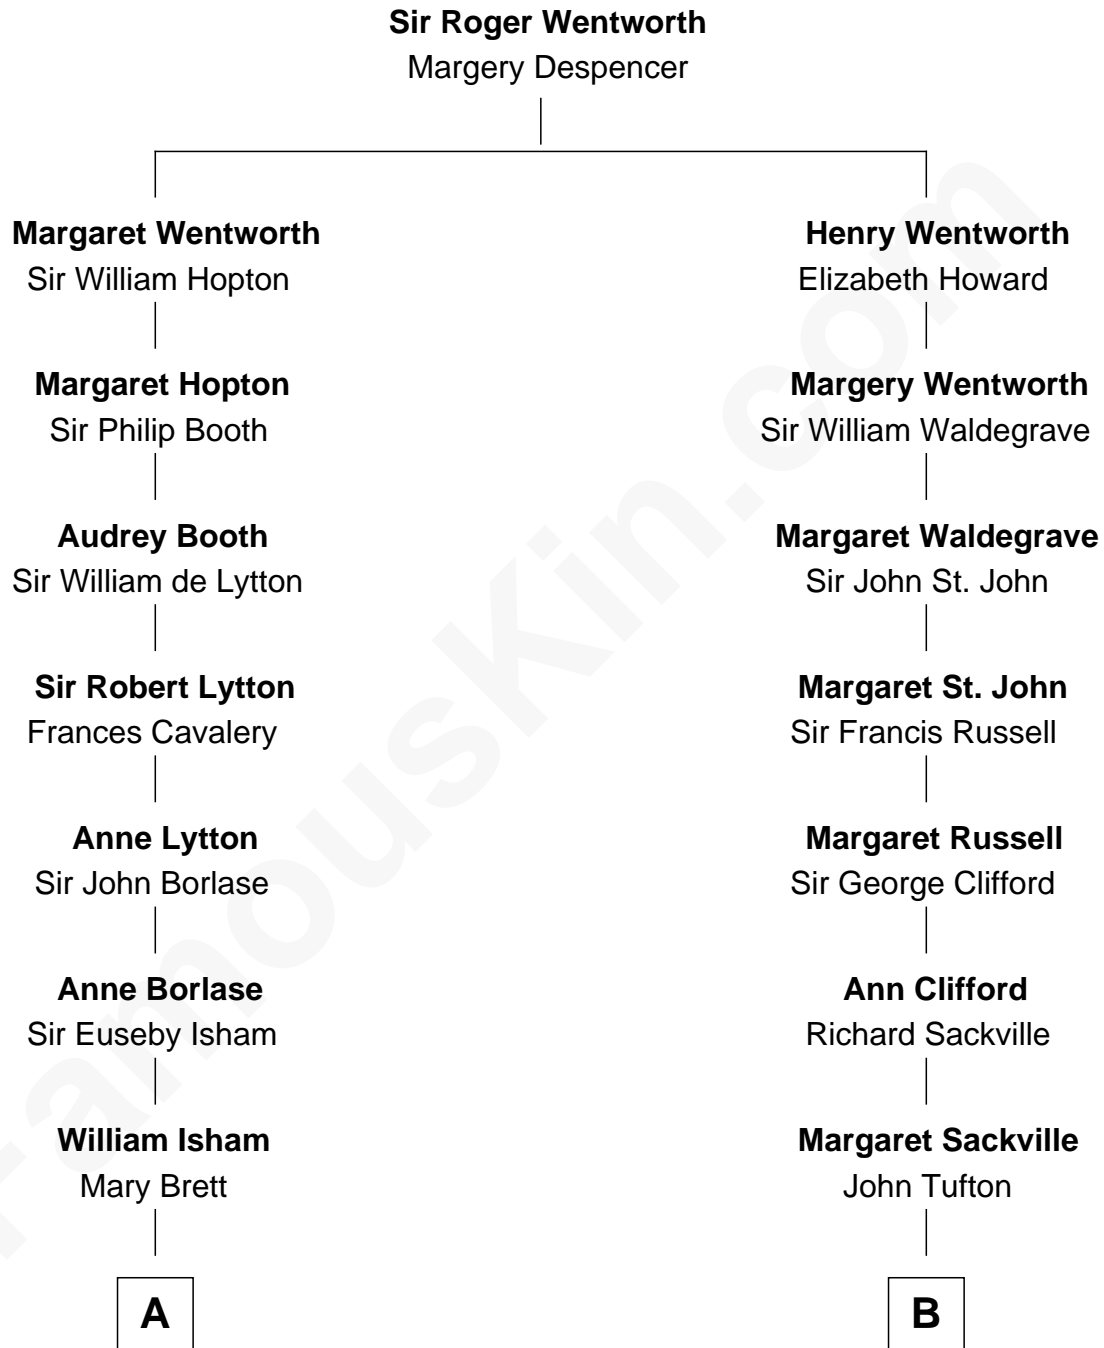 Sir Roger Wentworth
Margery Despencer
Margaret Wentworth
Sir William Hopton
Henry Wentworth
Elizabeth Howard
Margaret Hopton
Sir Philip Booth
Margery Wentworth
Sir William Waldegrave
Audrey Booth
Sir William de Lytton
Margaret Waldegrave
Sir John St. John
Sir Robert Lytton
Frances Cavalery
Margaret St. John
Sir Francis Russell
Anne Lytton
Sir John Borlase
Margaret Russell
Sir George Clifford
Anne Borlase
Sir Euseby Isham
Ann Clifford
Richard Sackville
William Isham
Mary Brett
Margaret Sackville
John Tufton
A
B
FamousKin.com